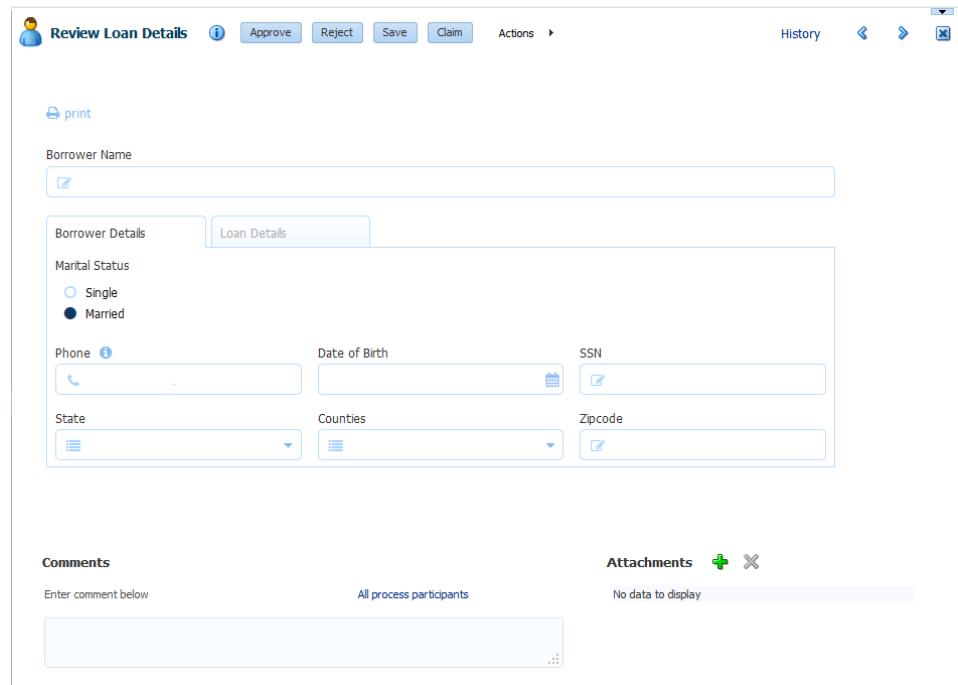 Review Loan Details Approve Reject Save Claim Actions History
print
Borrower Name
Borrower Details Loan Details
Marital Status
Single
Married
Phone Date of Birth SSN
State Counties Zipcode
Comments Attachments
Enter comment below All process participants No data to display